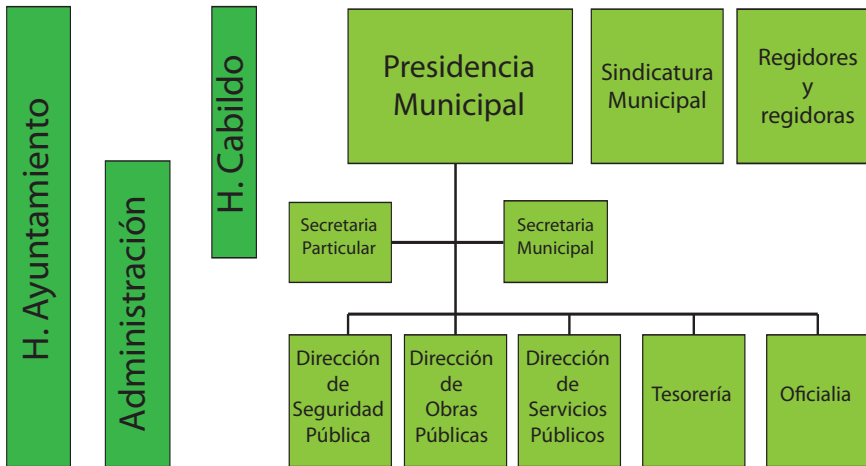 H. Ayuntamiento
Administración
H. Cabildo
Presidencia
Municipal
Sindicatura
Municipal
Regidores
y
regidoras
Secretaria
Particular
Secretaria
Municipal
Dirección
de
Seguridad
Pública
Dirección
de
Obras
Públicas
Dirección
de
Servicios
Públicos
Tesorería
Oficialia